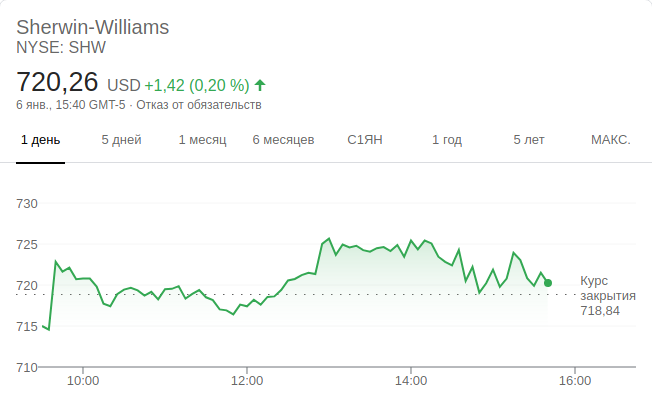 Sherwin-Williams
NYSE: SHW
720,26 USD +1,42 (0,20 %)
6 янв., 15:40 GMT-5 · Отказ от обязательств
1 день 5 дней 1 месяц 6 месяцев С1ЯН 1 год 5 лет МАКС.
730
725
720
715
710
Курс
закрытия
718,84
10:00 12:00 14:00 16:00